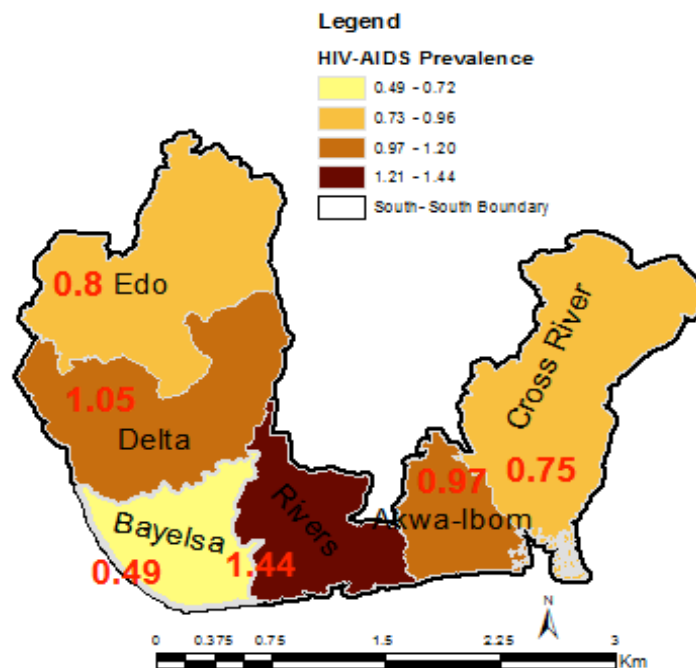 Legend
HIV-AIDS Prevalence
0.49 - 0.72
0.73 - 0.96
0.97 - 1.20
1.21 - 1.44
South- South Boundary
0.8 Edo
Cross River
1.05
Delta
0.97
0.75
Bayelsa
Rivers
Akwa-Ibom
0.49
1.44
N
0 0.375 0.75 1.5 2.25 3
Km